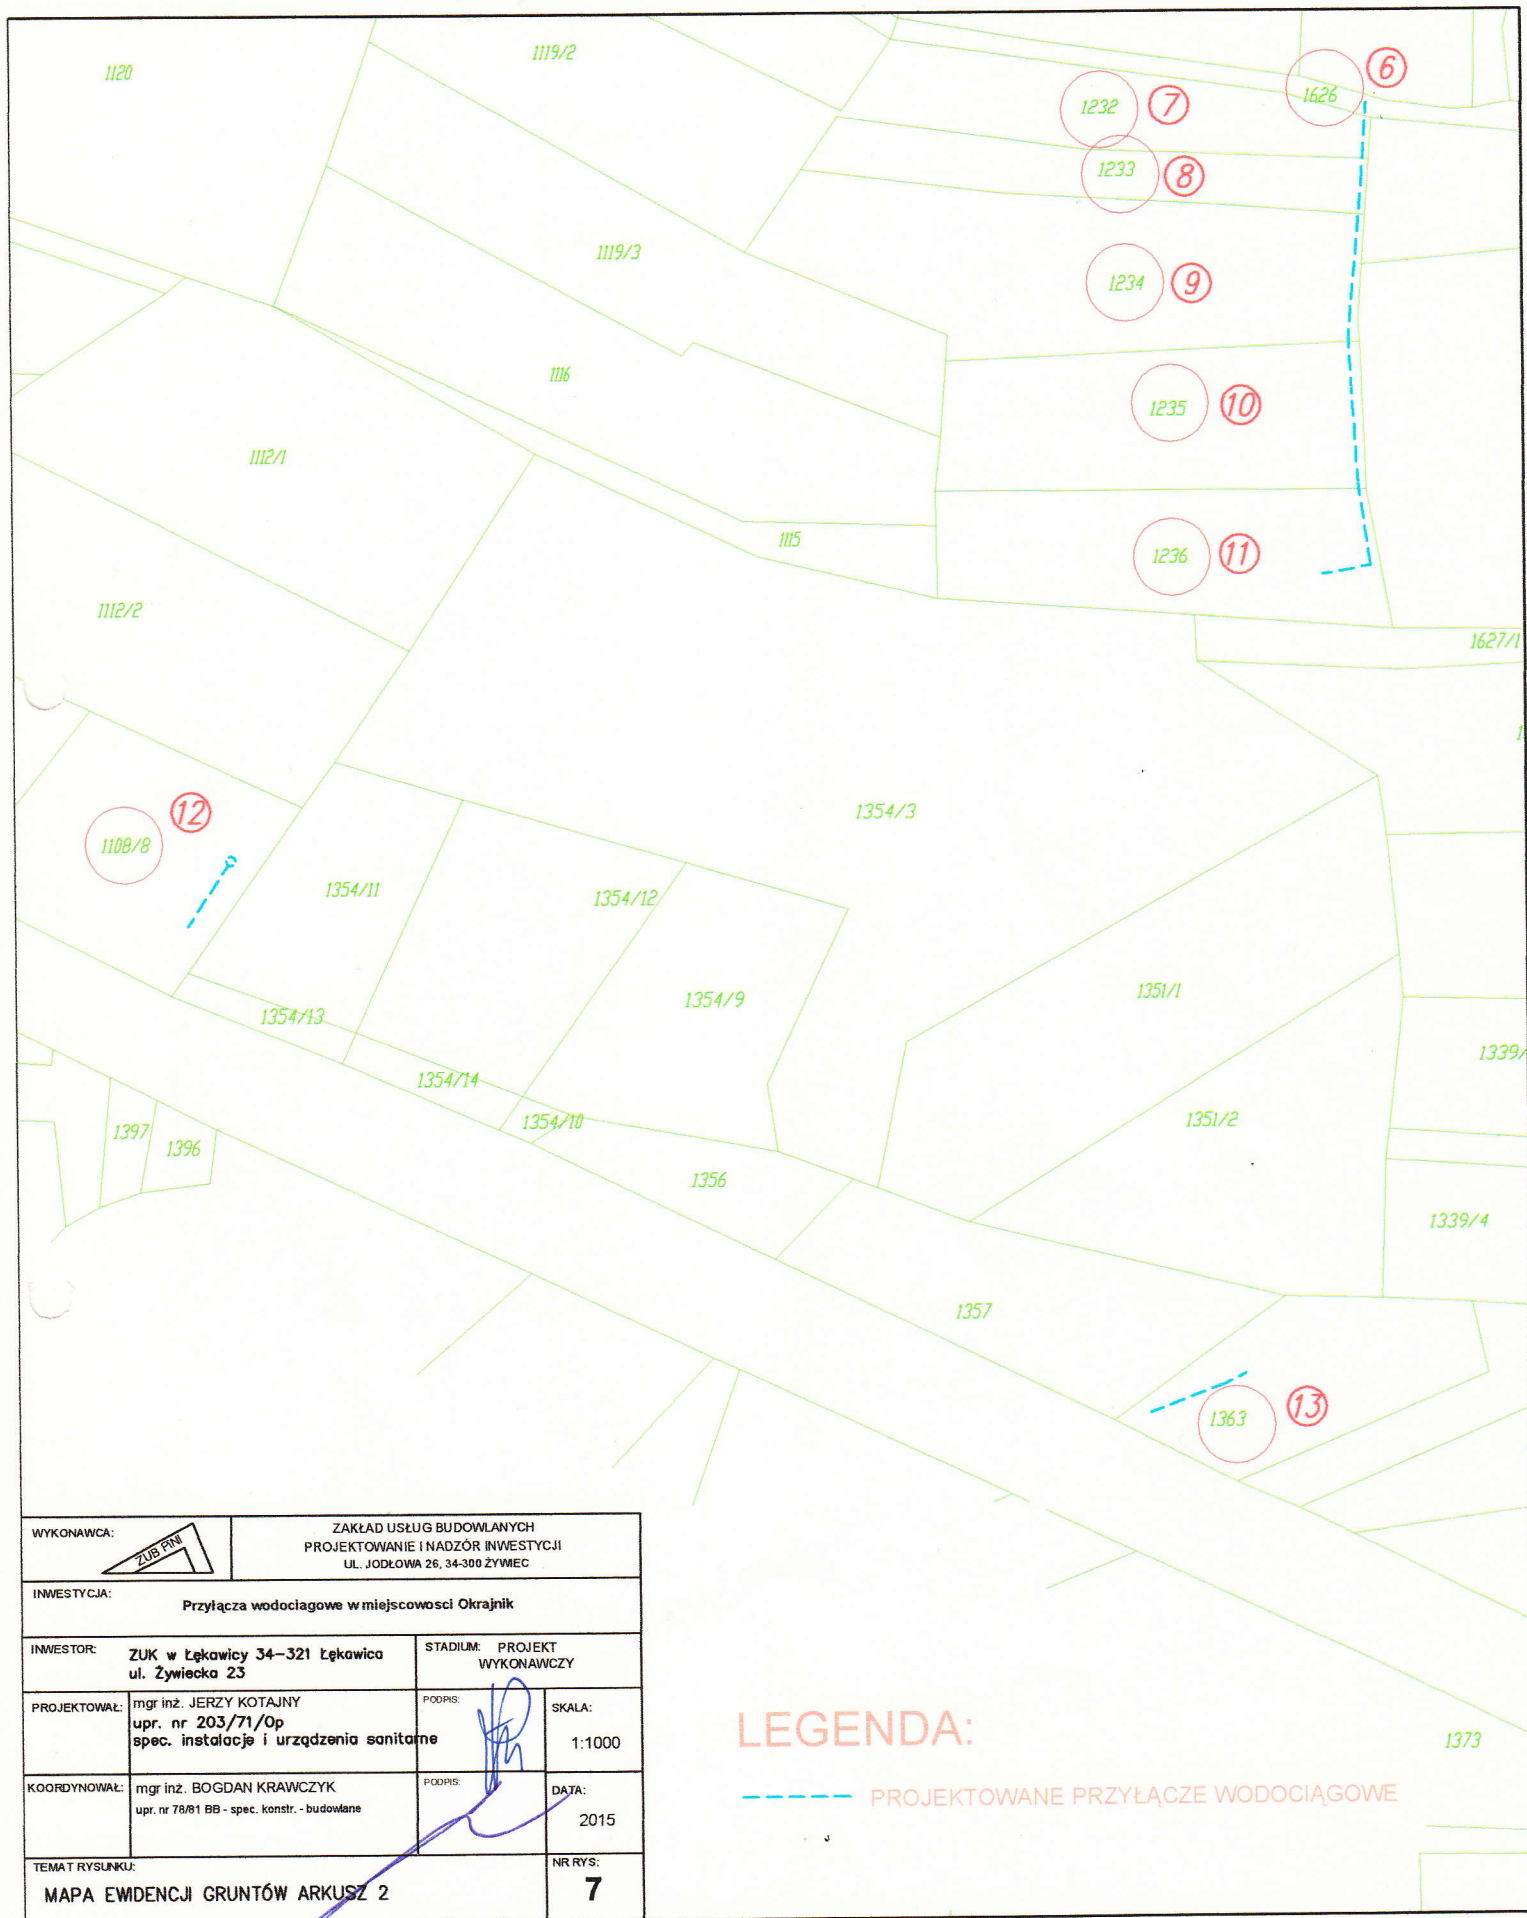 1120
1119/2
1232
7
1626
6
1233
8
1119/3
1234
9
1116
1235
10
1112/1
1115
1236
11
1112/2
1627/1
12
1108/8
1354/3
1354/11
1354/12
1354/9
1351/1
1354/13
1339/
1354/14
1354/10
1351/2
1397
1396
1356
1339/4
1357
1363
13
1373
WYKONAWCA:
ZUB PiNI
ZAKŁAD USŁUG BUDOWLANYCH
PROJEKTOWANIE I NADZÓR INWESTYCJI
UL. JODŁOWA 26, 34-300 ŻYWIEC
INWESTYCJA:
Przyłącza wodociagowe w miejscowosci Okrajnik
INWESTOR:
ZUK w Łękawicy 34-321 Łękawica
ul. Żywiecka 23
STADIUM: PROJEKT
WYKONAWCZY
PROJEKTOWAŁ:
mgr inż. JERZY KOTAJNY
upr. nr 203/71/Op
spec. instalacje i urządzenia sanitarne
PODPIS:
SKALA:
1:1000
KOORDYNOWAŁ:
mgr inż. BOGDAN KRAWCZYK
upr. nr 78/81 BB - spec. konstr. - budowlane
PODPIS:
DATA:
2015
TEMAT RYSUNKU:
MAPA EWIDENCJI GRUNTÓW ARKUSZ 2
NR RYS:
7
LEGENDA:
PROJEKTOWANE PRZYŁĄCZE WODOCIĄGOWE